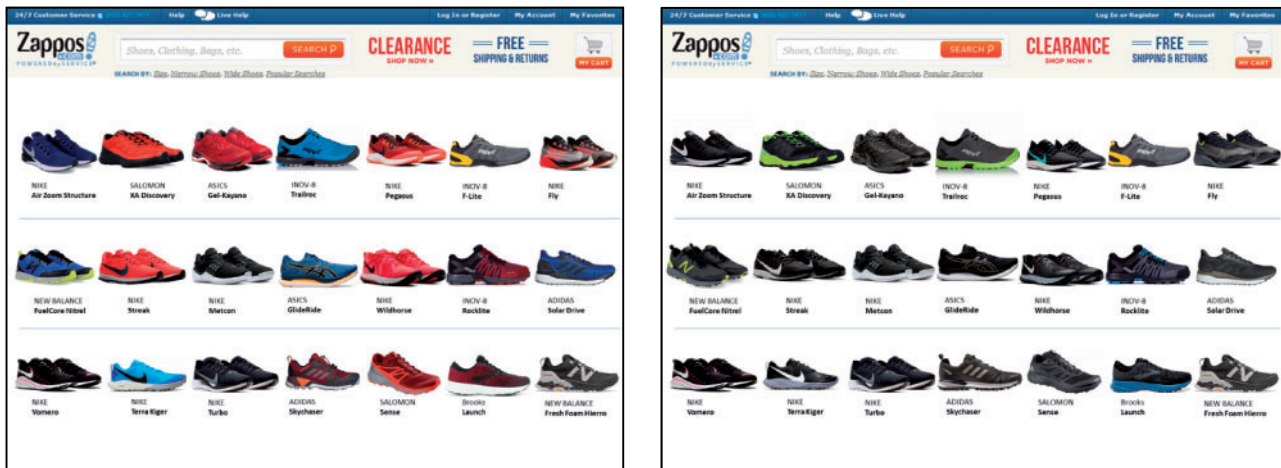 24/7 Customer Service Help Live Help Log In or Register My Account My Favorites
Zappos .com
POWERED by SERVICE
Shoes, Clothing, Bags, etc. SEARCH
CLEARANCE
SHOP NOW »
FREE
SHIPPING & RETURNS
MY CART
SEARCH BY: Size, Narrow Shoes, Wide Shoes, Popular Searches
NIKE SALOMON ASICS INOV-8 NIKE INOV-8 NIKE
Air Zoom Structure XA Discovery Gel-Kayano Trailroc Pegasus F-Lite Fly
NEW BALANCE NIKE NIKE ASICS NIKE INOV-8 ADIDAS
FuelCore Nitrel Streak Metcon GlideRide Wildhorse Rocklite Solar Drive
NIKE NIKE NIKE ADIDAS SALOMON Brooks NEW BALANCE
Vomero Terra Kiger Turbo Skychaser Sense Launch Fresh Foam Hierro
24/7 Customer Service Help Live Help Log In or Register My Account My Favorites
Zappos .com
POWERED by SERVICE
Shoes, Clothing, Bags, etc. SEARCH
CLEARANCE
SHOP NOW »
FREE
SHIPPING & RETURNS
MY CART
SEARCH BY: Size, Narrow Shoes, Wide Shoes, Popular Searches
NIKE SALOMON ASICS INOV-8 NIKE INOV-8 NIKE
Air Zoom Structure XA Discovery Gel-Kayano Trailroc Pegasus F-Lite Fly
NEW BALANCE NIKE NIKE ASICS NIKE INOV-8 ADIDAS
FuelCore Nitrel Streak Metcon GlideRide Wildhorse Rocklite Solar Drive
NIKE NIKE NIKE ADIDAS SALOMON Brooks NEW BALANCE
Vomero Terra Kiger Turbo Skychaser Sense Launch Fresh Foam Hierro